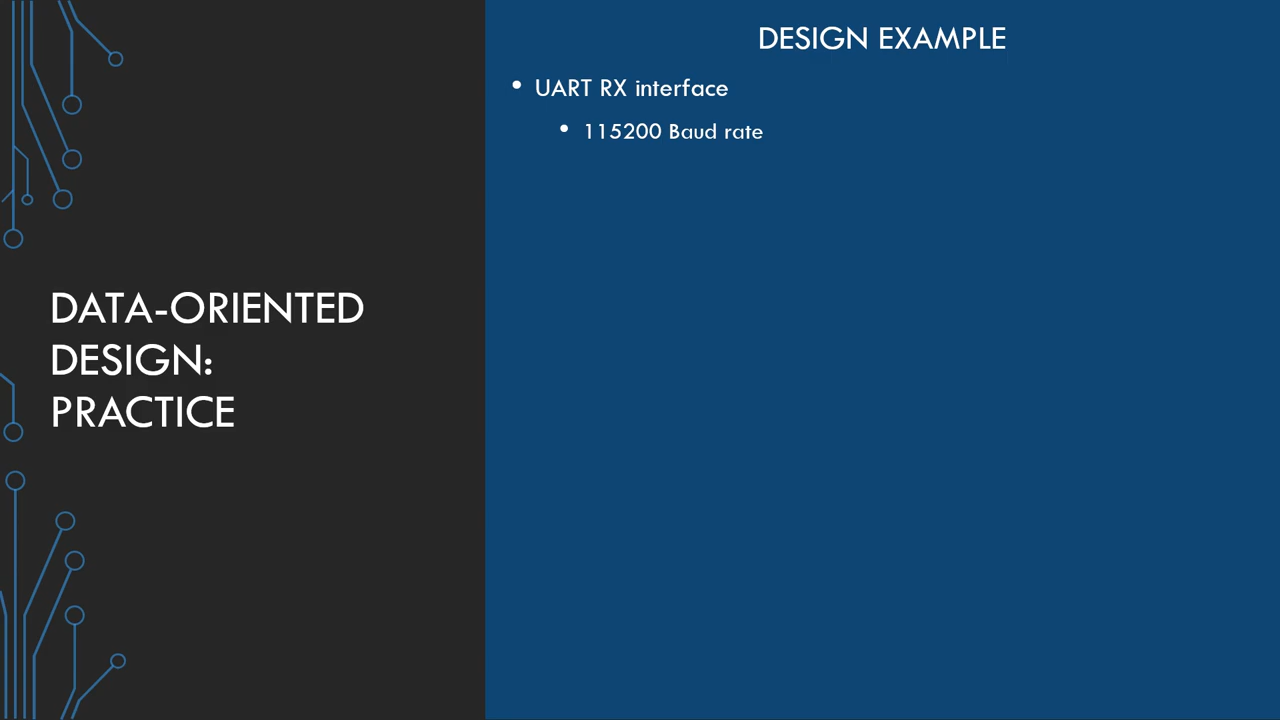 DATA-ORIENTED
DESIGN:
PRACTICE
DESIGN EXAMPLE
• UART RX interface
• 115200 Baud rate